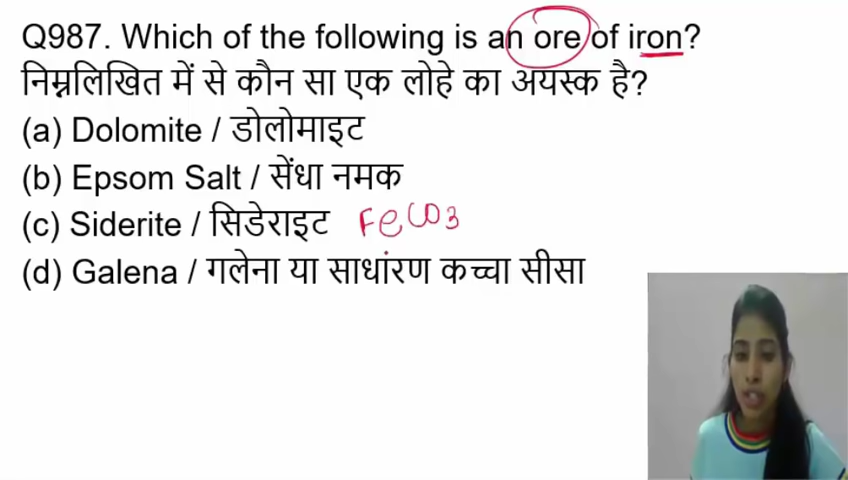 Q987. Which of the following is an ore of iron?
निम्नलिखित में से कौन सा एक लोहे का अयस्क है?
(a) Dolomite / डोलोमाइट
(b) Epsom Salt / सेंधा नमक
(c) Siderite / सिडेराइट FeCO3
(d) Galena / गलेना या साधांरण कच्चा सीसा